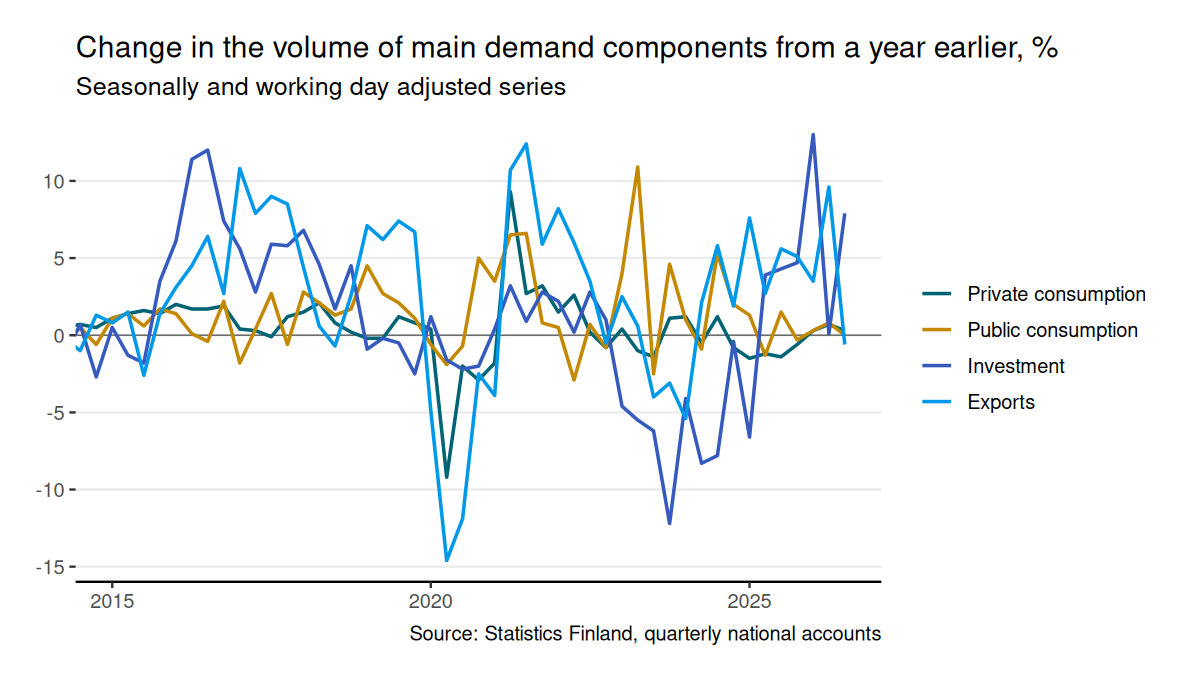 Change in the volume of main demand components from a year earlier, %
Seasonally and working day adjusted series
10
5
0
-5
-10
-15
2015 2020 2025
Private consumption
Public consumption
Investment
Exports
Source: Statistics Finland, quarterly national accounts